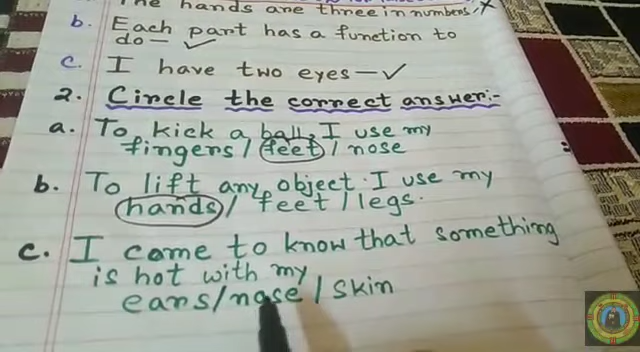 The hands are three in numbers. X
b. Each part has a function to
do - ✓
c. I have two eyes - ✓
2. Circle the correct answer:-
a. To kick a ball, I use my
fingers / feet / nose
b. To lift any object. I use my
hands / feet / legs.
c. I come to know that something
is hot with my
ears/nose / skin